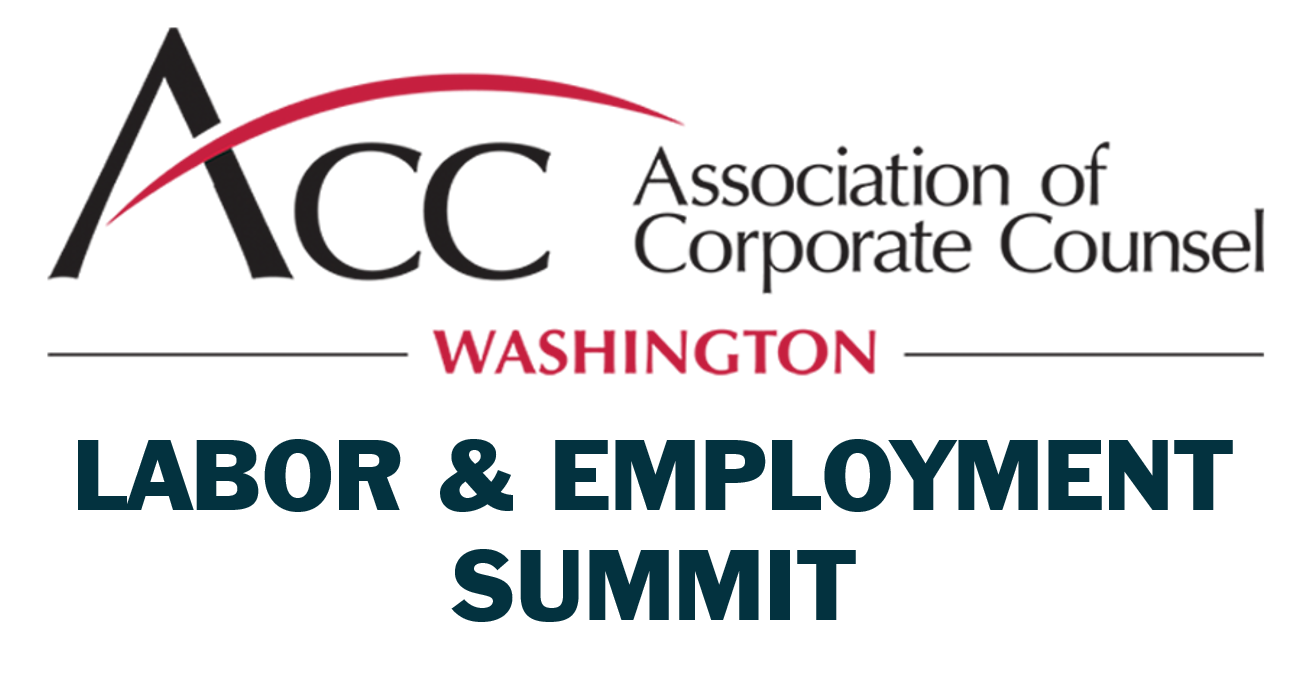 ACC
Association of
Corporate Counsel
WASHINGTON
LABOR & EMPLOYMENT
SUMMIT